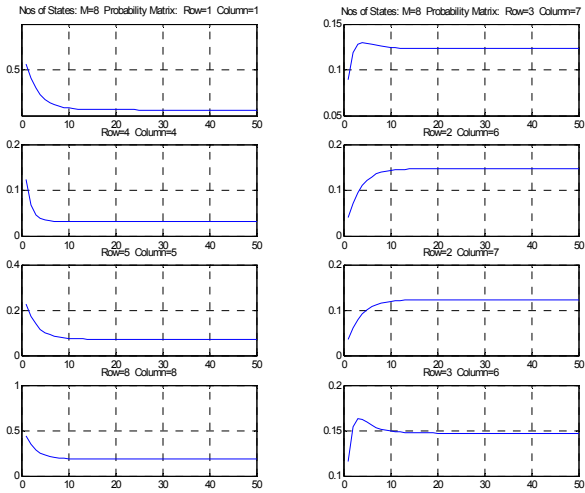 Nos of States: M=8 Probability Matrix: Row=1 Column=1
0.5
0 10 20 30 40 50
Row=4 Column=4
0.2
0.1
0
0 10 20 30 40 50
Row=5 Column=5
0.4
0.2
0
0 10 20 30 40 50
Row=8 Column=8
1
0.5
0
0 10 20 30 40 50
Nos of States: M=8 Probability Matrix: Row=3 Column=7
0.15
0.1
0.05
0 10 20 30 40 50
Row=2 Column=6
0.2
0.1
0
0 10 20 30 40 50
Row=2 Column=7
0.2
0.1
0
0 10 20 30 40 50
Row=3 Column=6
0.2
0.15
0.1
0 10 20 30 40 50